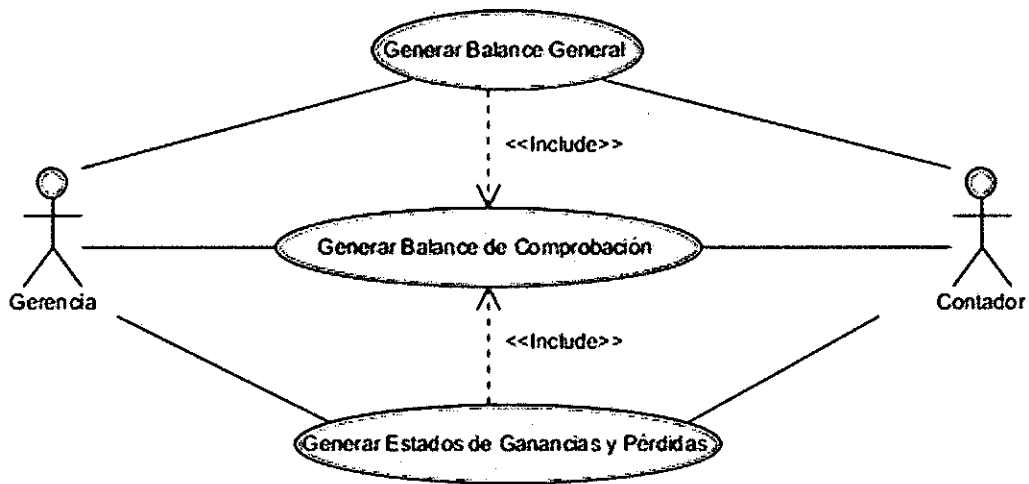 Generar Balance General
<<Include>>
Generar Balance de Comprobación
Gerencia
Contador
<<Include>>
Generar Estados de Ganancias y Pérdidas